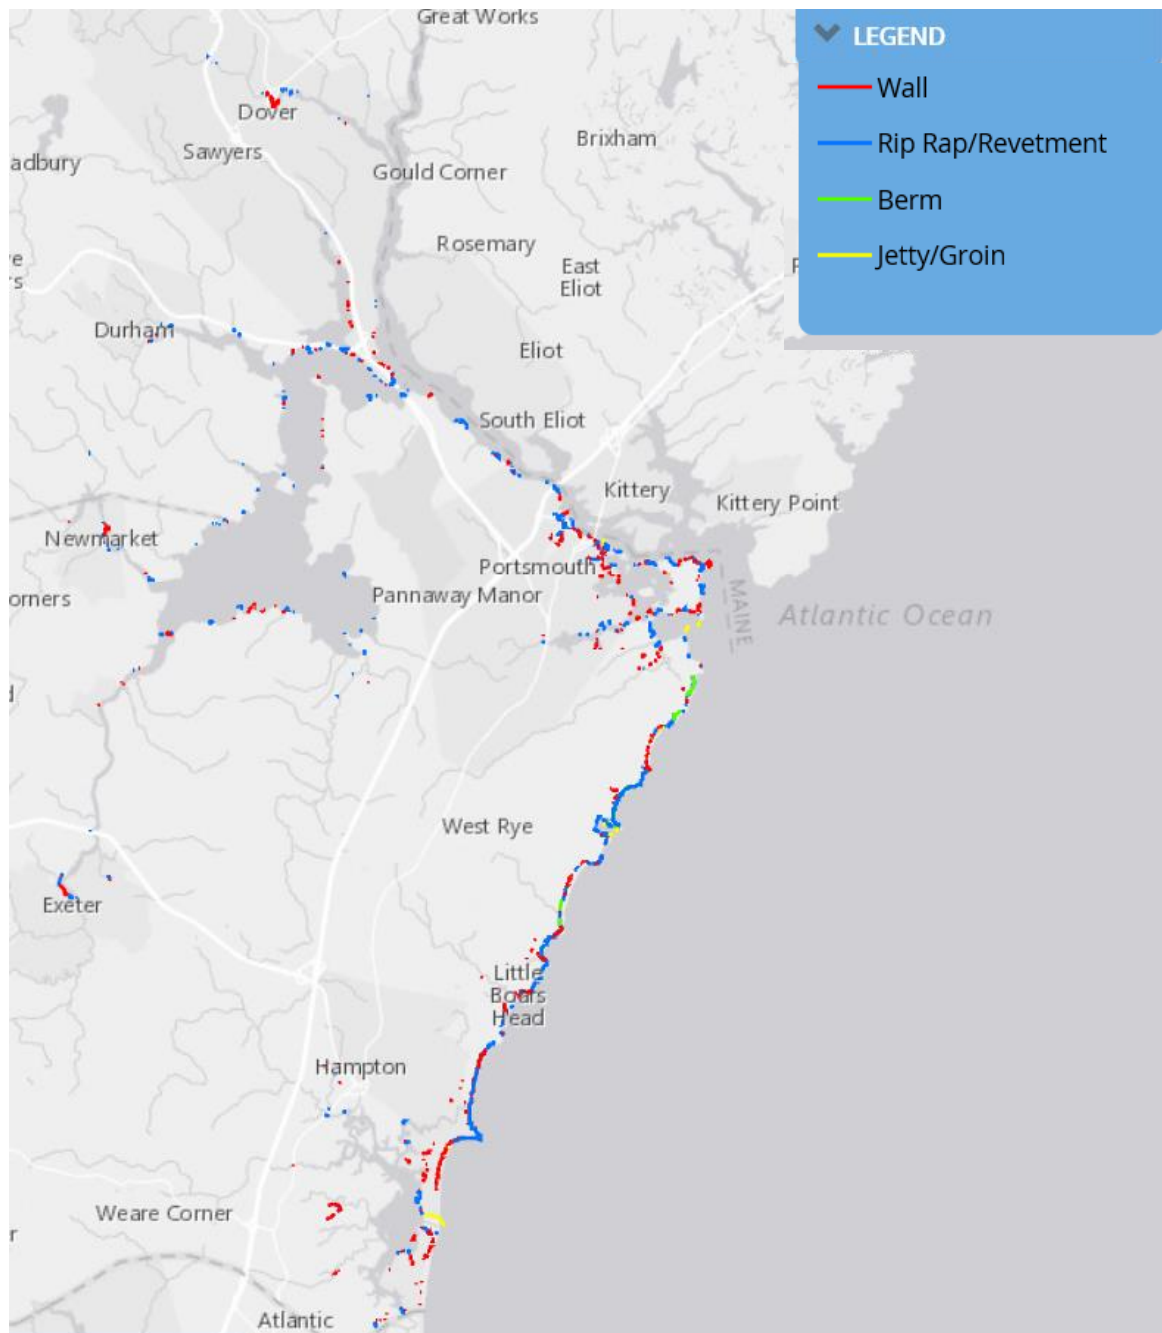 Great Works
LEGEND
Wall
Dover
Brixham
Rip Rap/Revetment
Sawyers
adbury
Gould Corner
Berm
Rosemary
Jetty/Groin
East
Eliot
Durham
Eliot
South Eliot
Kittery
Kittery Point
Newmarket
Portsmouth
Pannaway Manor
orners
MAINE
Atlantic Ocean
West Rye
Exeter
Little
Boars
Head
Hampton
Weare Corner
Atlantic